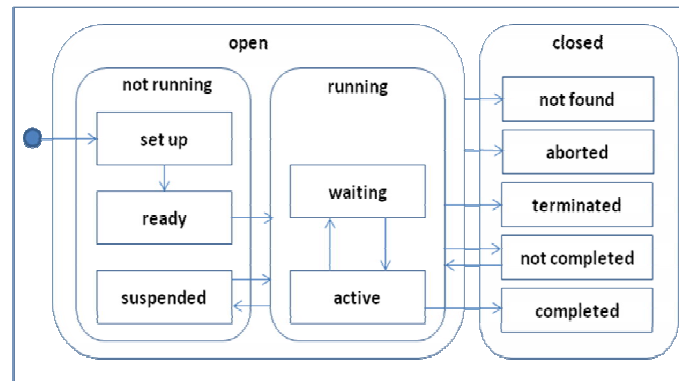 open
closed
not running
running
set up
ready
suspended
waiting
active
not found
aborted
terminated
not completed
completed